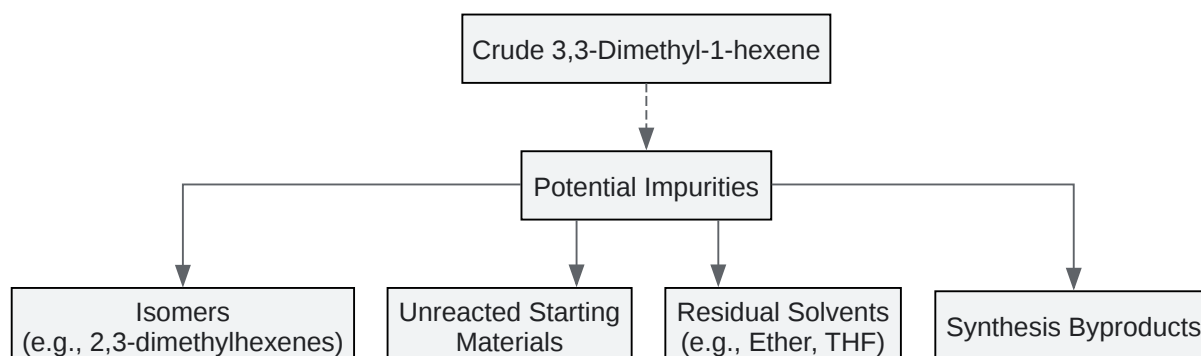 Crude 3,3-Dimethyl-1-hexene
Potential Impurities
Isomers
(e.g., 2,3-dimethylhexenes)
Unreacted Starting
Materials
Residual Solvents
(e.g., Ether, THF)
Synthesis Byproducts